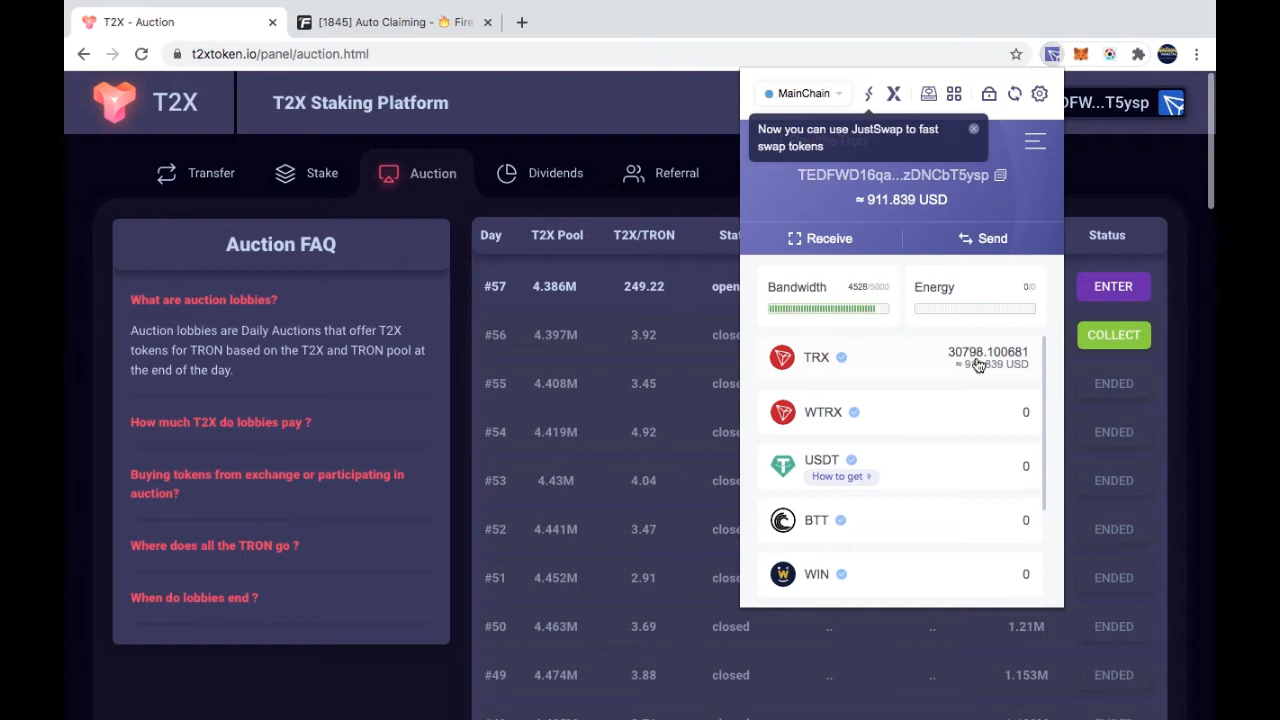 T2X - Auction
[1845] Auto Claiming - 🔥 Fire
t2xtoken.io/panel/auction.html
T2X
T2X Staking Platform
DFW...T5ysp
Transfer
Stake
Auction
Dividends
Referral
MainChain
Now you can use JustSwap to fast
swap tokens
TEDFWD16qa...zDNCbT5ysp
≈ 911.839 USD
Receive
Send
Bandwidth 4528/5000
Energy 0/0
TRX 30798.100681
USD
WTRX 0
USDT 0
How to get
BTT 0
WIN 0
Auction FAQ
What are auction lobbies?
Auction lobbies are Daily Auctions that offer T2X
tokens for TRON based on the T2X and TRON pool at
the end of the day.
How much T2X do lobbies pay ?
Buying tokens from exchange or participating in
auction?
Where does all the TRON go ?
When do lobbies end ?
Day T2X Pool T2X/TRON Status
#57 4.386M 249.22 open ENTER
#56 4.397M 3.92 COLLECT
#55 4.408M 3.45 ENDED
#54 4.419M 4.92 ENDED
#53 4.43M 4.04 ENDED
#52 4.441M 3.47 ENDED
#51 4.452M 2.91 ENDED
#50 4.463M 3.69 closed .. .. 1.21M ENDED
#49 4.474M 3.88 closed .. .. 1.153M ENDED